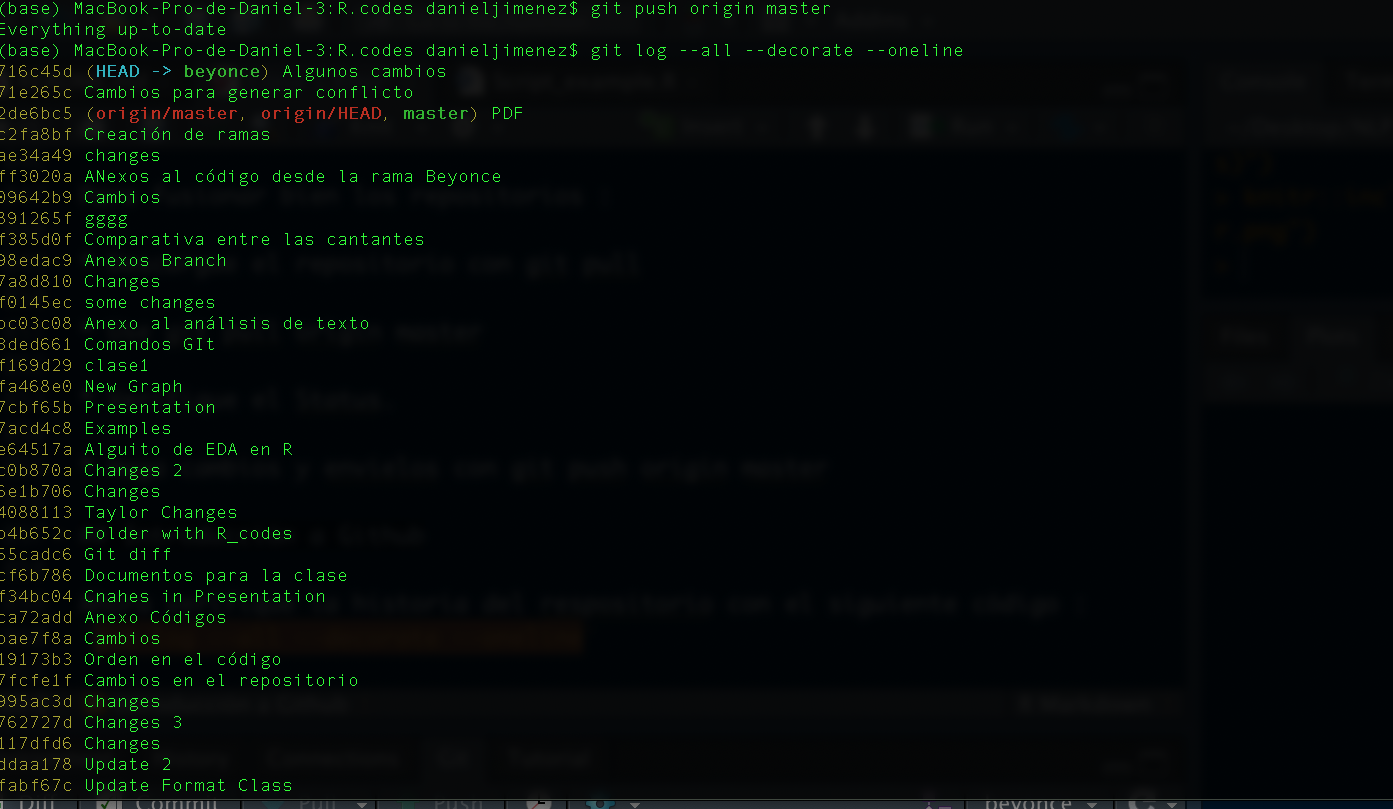 (base) MacBook-Pro-de-Daniel-3:R.codes danieljimenez$ git push origin master
Everything up-to-date
(base) MacBook-Pro-de-Daniel-3:R.codes danieljimenez$ git log --all --decorate --oneline
716c45d (HEAD -> beyonce) Algunos cambios
71e265c Cambios para generar conflicto
2de6bc5 (origin/master, origin/HEAD, master) PDF
c2fa8bf Creación de ramas
ae34a49 changes
ff3020a ANexos al código desde la rama Beyonce
09642b9 Cambios
891265f gggg
f385d0f Comparativa entre las cantantes
98edac9 Anexos Branch
7a8d810 Changes
f0145ec some changes
bc03c08 Anexo al análisis de texto
8ded661 Comandos GIt
f169d29 clase1
fa468e0 New Graph
7cbf65b Presentation
7acd4c8 Examples
e64517a Alguito de EDA en R
c0b870a Changes 2
6e1b706 Changes
4088113 Taylor Changes
b4b652c Folder with R_codes
55cadc6 Git diff
cf6b786 Documentos para la clase
f34bc04 Cnahes in Presentation
ca72add Anexo Códigos
bae7f8a Cambios
19173b3 Orden en el código
7fcfe1f Cambios en el repositorio
995ac3d Changes
762727d Changes 3
117dfd6 Changes
ddaa178 Update 2
fabf67c Update Format Class
Diff Commit Pull Push beyonce